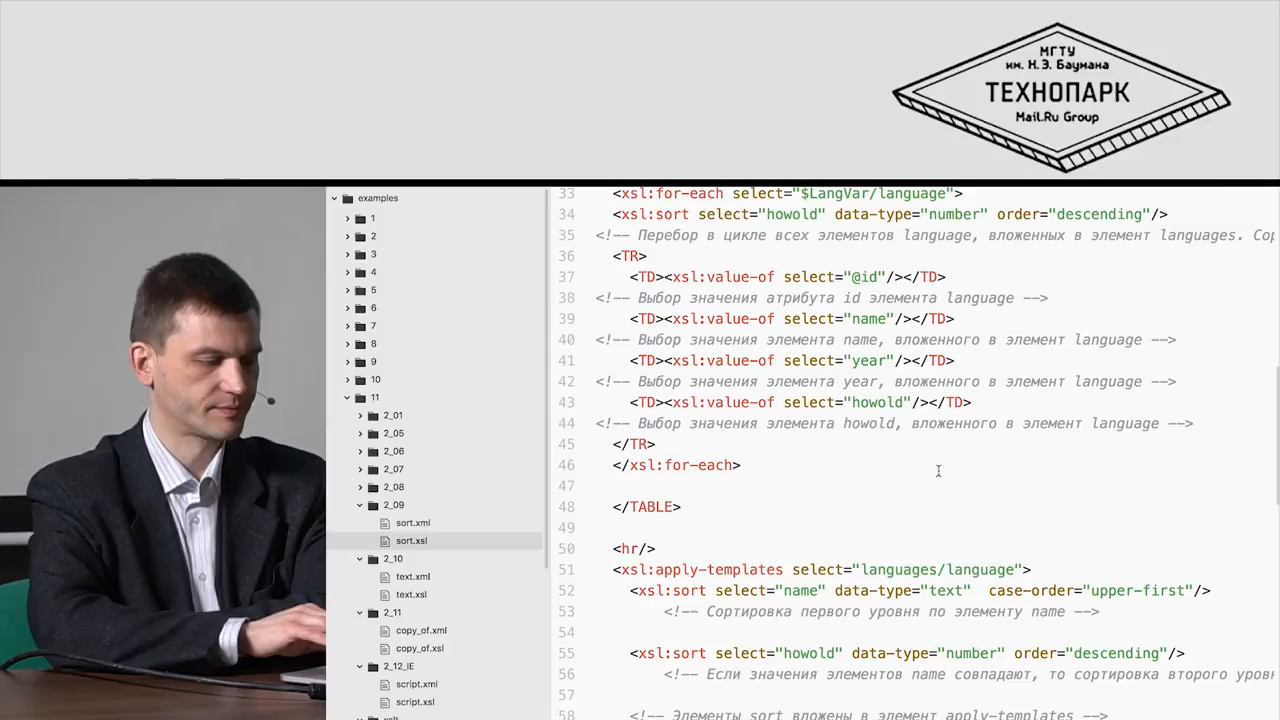 МГТУ
им. Н.Э. Баумана
ТЕХНОПАРК
Mail.Ru Group
examples
1
2
3
4
5
6
7
8
9
10
11
2_01
2_05
2_06
2_07
2_08
2_09
sort.xml
sort.xsl
2_10
text.xml
text.xsl
2_11
copy_of.xml
copy_of.xsl
2_12_IE
script.xml
script.xsl
xslt
33 <xsl:for-each select="$LangVar/language">
34 <xsl:sort select="howold" data-type="number" order="descending"/>
35 <!-- Перебор в цикле всех элементов language, вложенных в элемент languages. Сор
36 <TR>
37 <TD><xsl:value-of select="@id"/></TD>
38 <!-- Выбор значения атрибута id элемента language -->
39 <TD><xsl:value-of select="name"/></TD>
40 <!-- Выбор значения элемента name, вложенного в элемент language -->
41 <TD><xsl:value-of select="year"/></TD>
42 <!-- Выбор значения элемента year, вложенного в элемент language -->
43 <TD><xsl:value-of select="howold"/></TD>
44 <!-- Выбор значения элемента howold, вложенного в элемент language -->
45 </TR>
46 </xsl:for-each>
47
48 </TABLE>
49
50 <hr/>
51 <xsl:apply-templates select="languages/language">
52 <xsl:sort select="name" data-type="text" case-order="upper-first"/>
53 <!-- Сортировка первого уровня по элементу name -->
54
55 <xsl:sort select="howold" data-type="number" order="descending"/>
56 <!-- Если значения элементов name совпадают, то сортировка второго уровн
57
58 <!-- Элементы sort вложены в элемент apply-templates -->